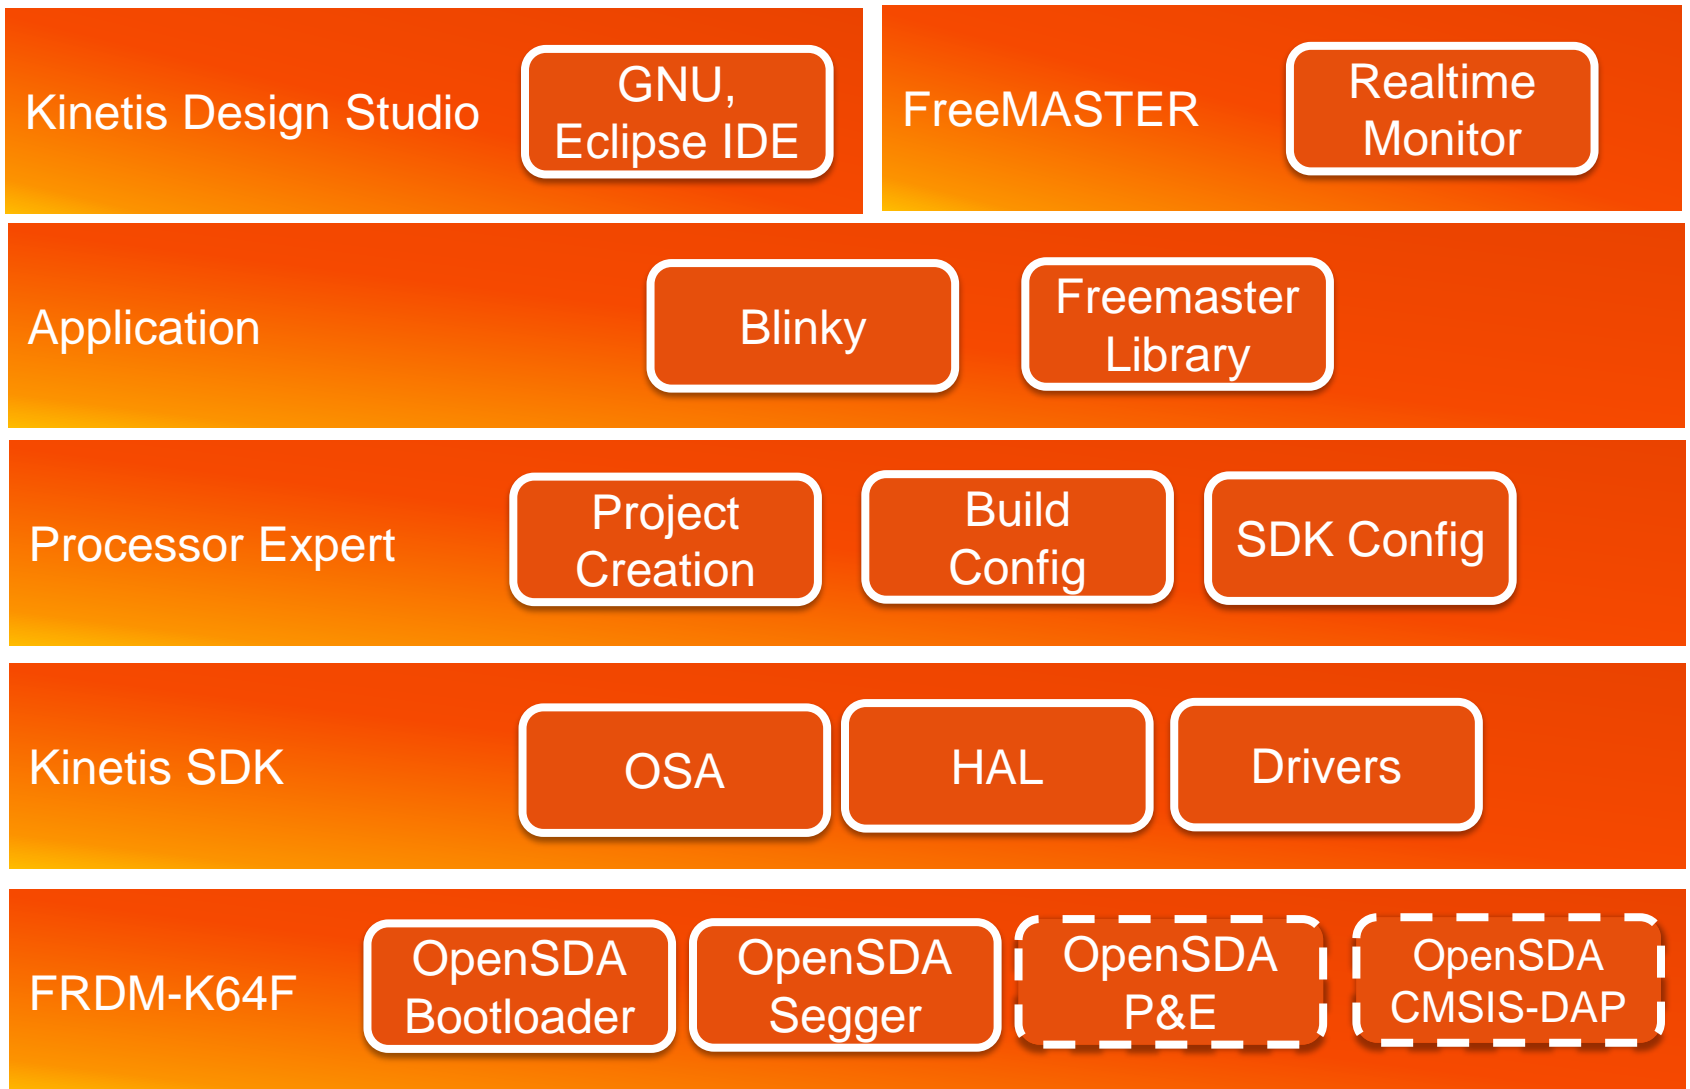 Kinetis Design Studio
GNU,
Eclipse IDE
FreeMASTER
Realtime
Monitor
Application
Blinky
Freemaster
Library
Processor Expert
Project
Creation
Build
Config
SDK Config
Kinetis SDK
OSA
HAL
Drivers
FRDM-K64F
OpenSDA
Bootloader
OpenSDA
Segger
OpenSDA
P&E
OpenSDA
CMSIS-DAP